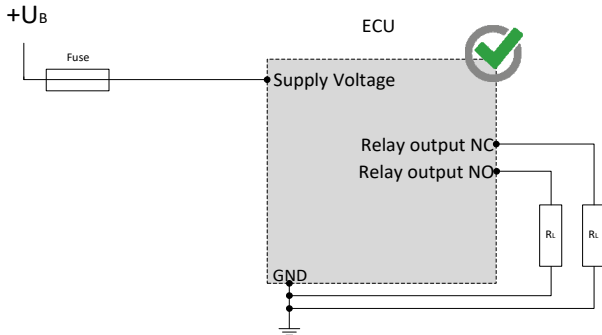 +UB
ECU
Fuse
Supply Voltage
Relay output NC
Relay output NO
RL
RL
GND